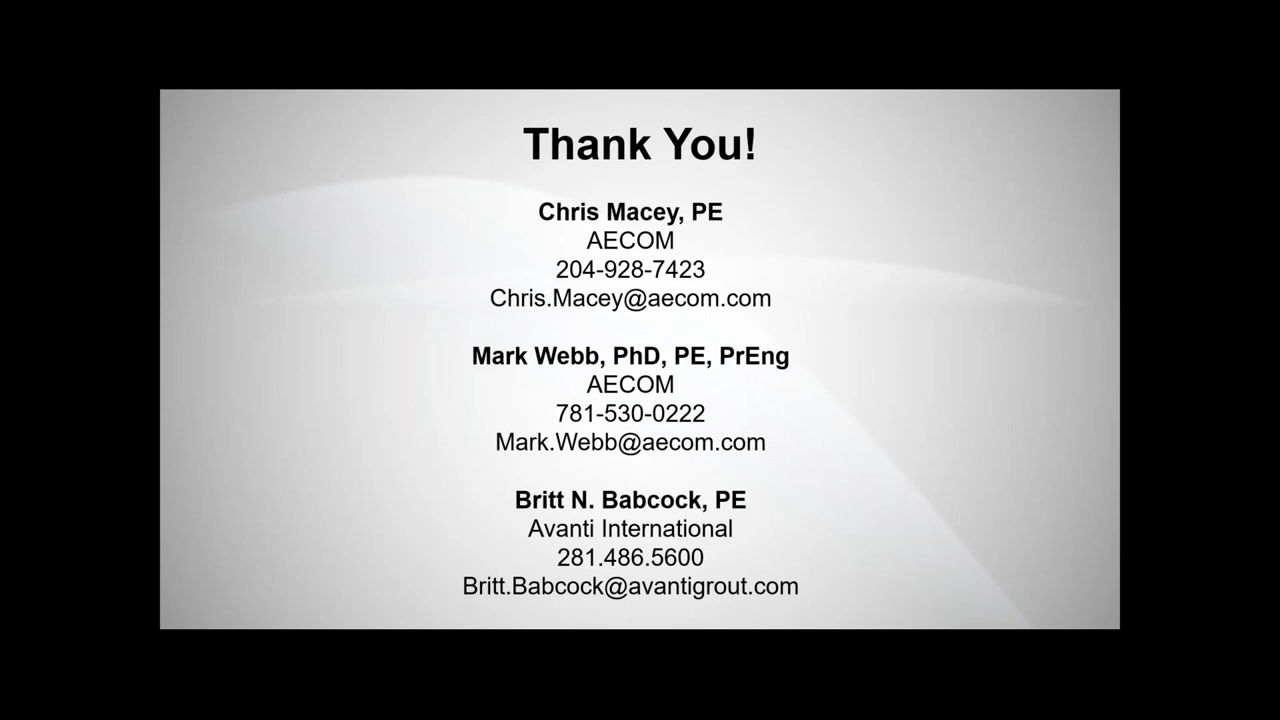 Thank You!
Chris Macey, PE
AECOM
204-928-7423
Chris.Macey@aecom.com
Mark Webb, PhD, PE, PrEng
AECOM
781-530-0222
Mark.Webb@aecom.com
Britt N. Babcock, PE
Avanti International
281.486.5600
Britt.Babcock@avantigrout.com